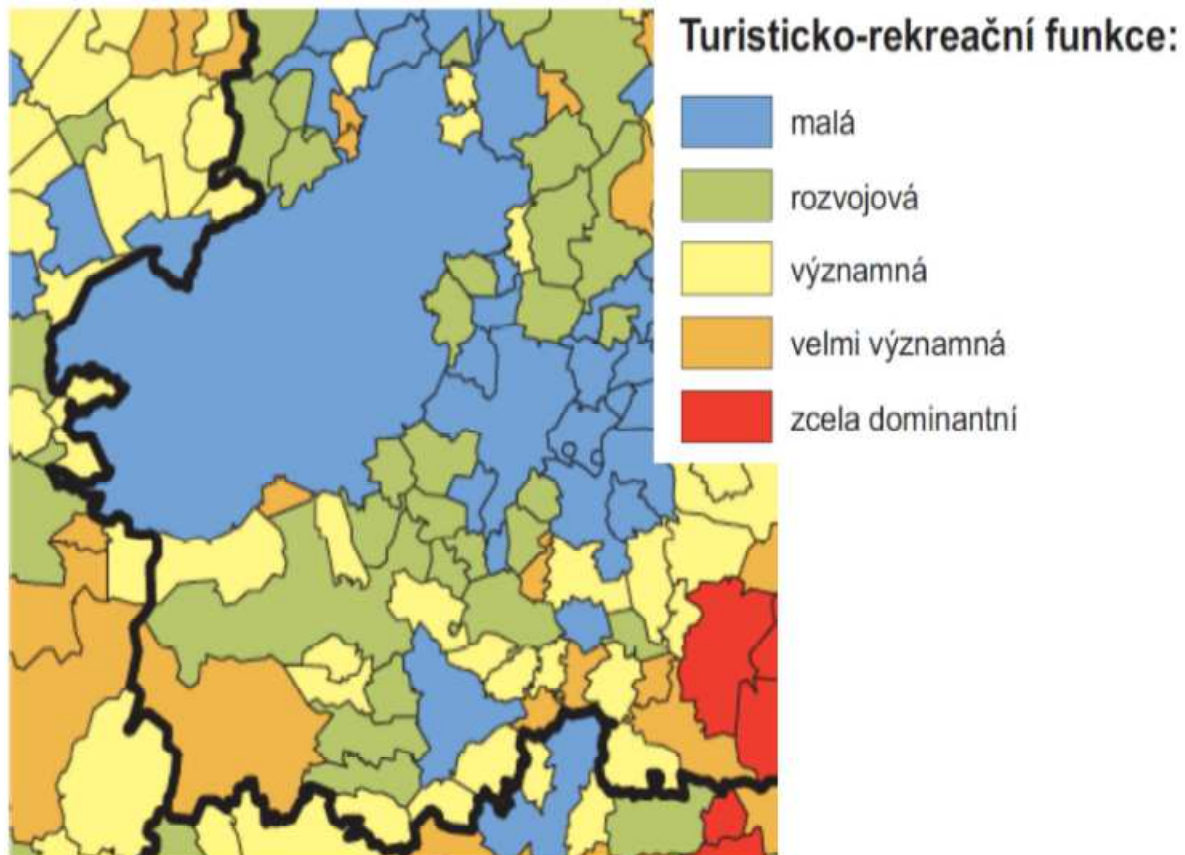 Turisticko-rekreační funkce:
malá
rozvojová
významná
velmi významná
zcela dominantní